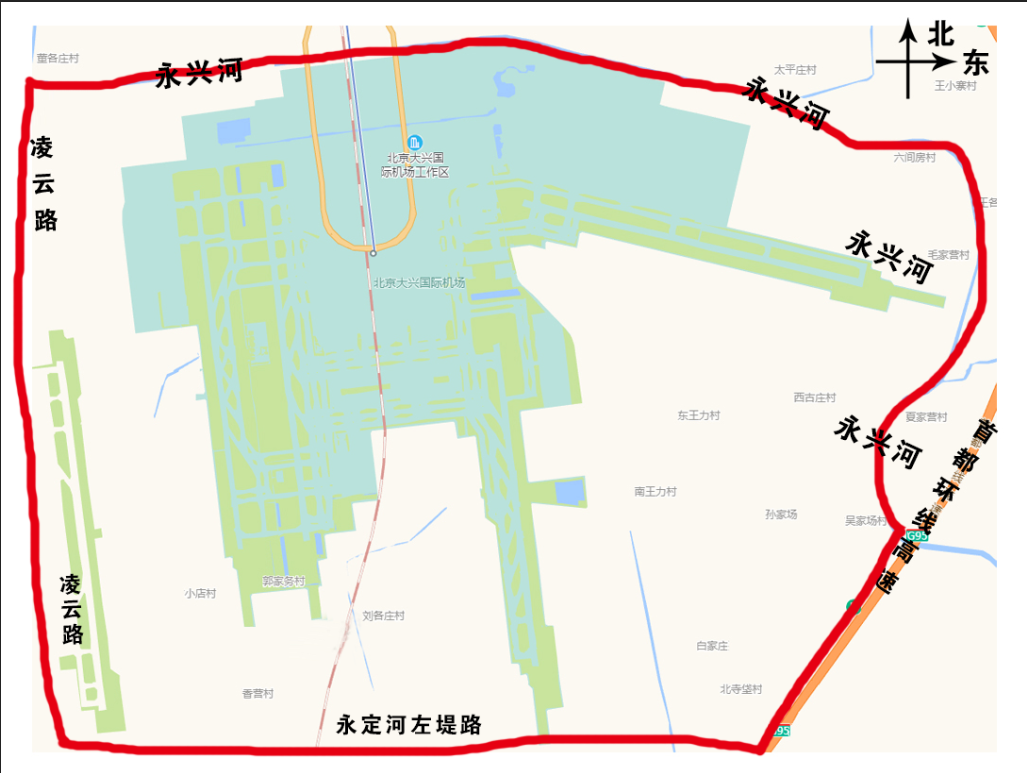 北
东
董各庄村
永兴河
太平庄村
王小寨村
永兴河
凌云路
北京大兴国
际机场工作区
六间房村
王各
永兴河
毛家营村
北京大兴国际机场
西古庄村
东王力村
夏家营村
永兴河
首都环线高速
南王力村
孙家场
吴家场村
G95
郭家务村
小店村
凌云路
刘各庄村
白家庄
北寺垡村
香营村
永定河左堤路
G95